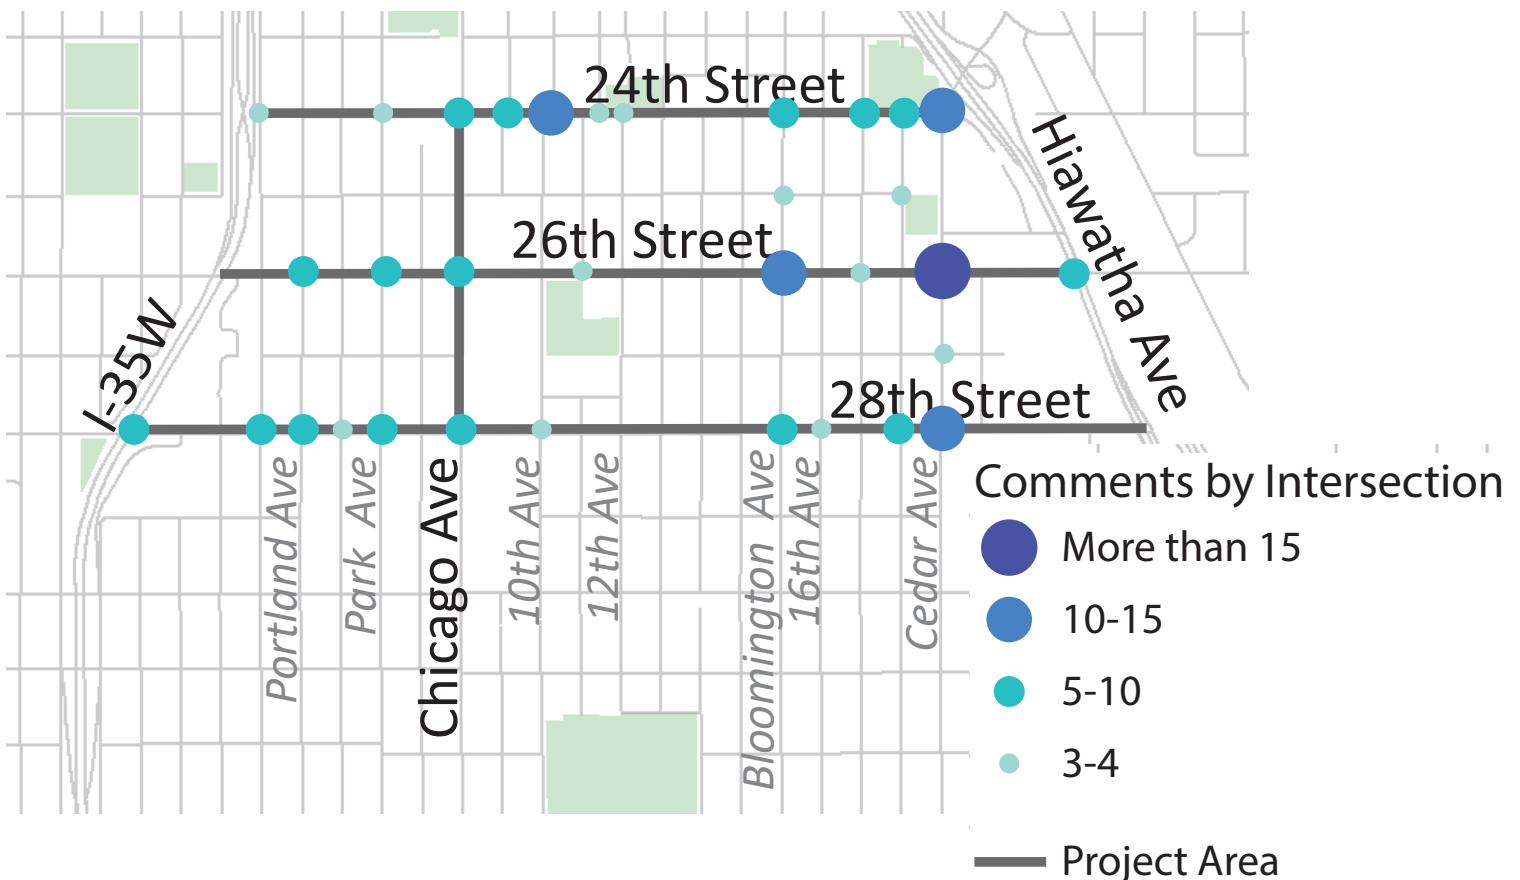 24th Street
Hiawatha Ave
26th Street
I-35W
28th Street
Portland Ave
Park Ave
Chicago Ave
10th Ave
12th Ave
Bloomington Ave
16th Ave
Cedar Ave
Comments by Intersection
More than 15
10-15
5-10
3-4
Project Area